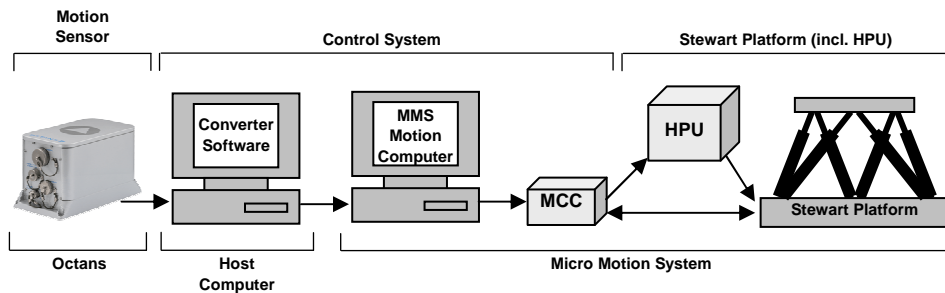 Motion
Sensor
Control System
Stewart Platform (incl. HPU)
Converter
Software
MMS
Motion
Computer
HPU
MCC
Stewart Platform
Octans
Host
Computer
Micro Motion System